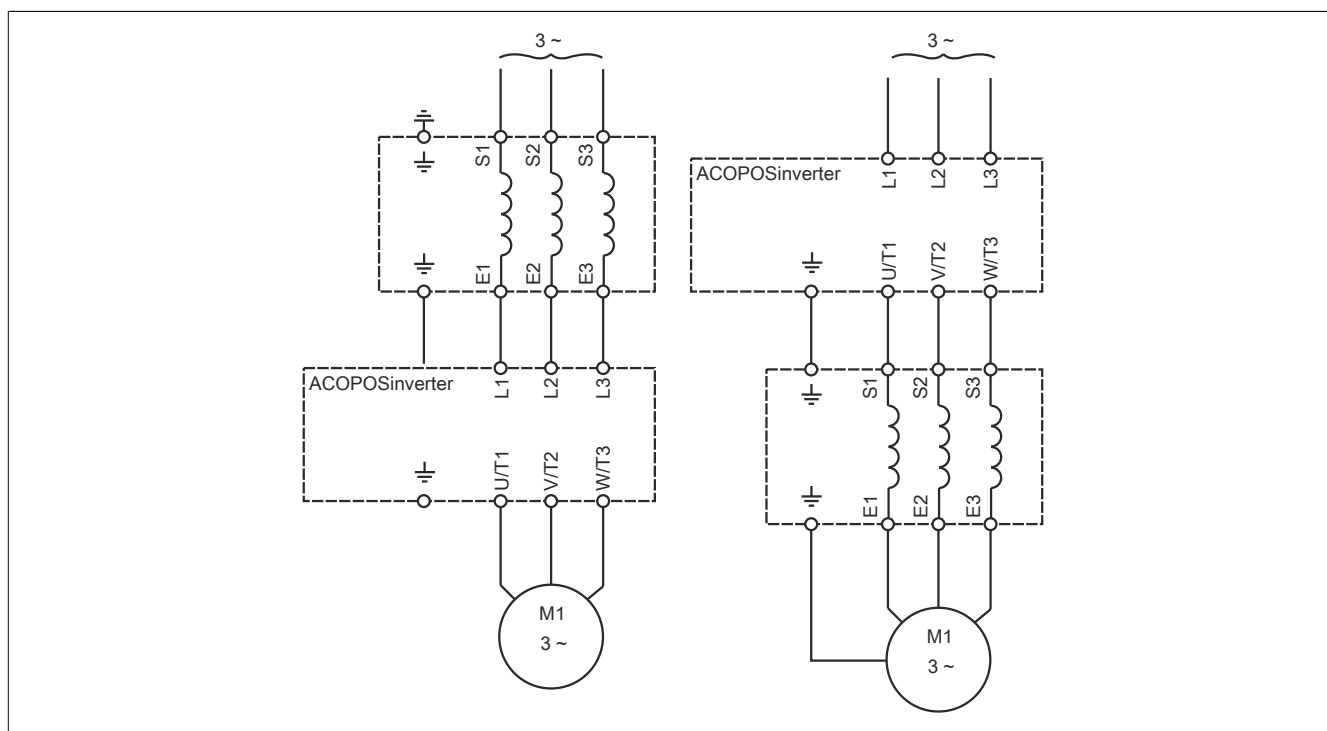 3 ~
S1 S2 S3
E1 E2 E3
ACOPOSinverter
L1 L2 L3
U/T1 V/T2 W/T3
M1
3 ~
3 ~
ACOPOSinverter
L1 L2 L3
U/T1 V/T2 W/T3
S1 S2 S3
E1 E2 E3
M1
3 ~